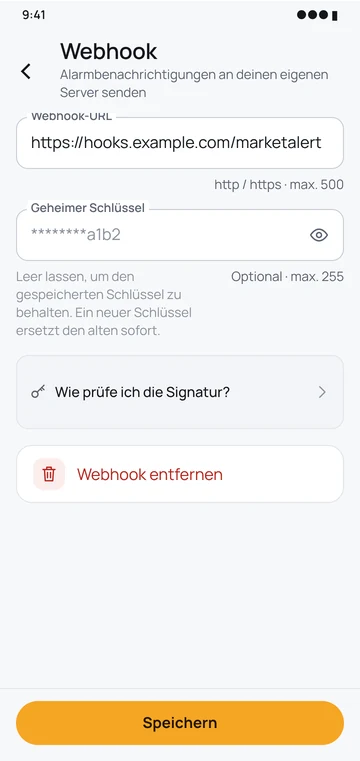 9:41
Webhook
Alarmbenachrichtigungen an deinen eigenen
Server senden
Webhook-URL
https://hooks.example.com/marketalert
http / https · max. 500
Geheimer Schlüssel
********a1b2
Leer lassen, um den
gespeicherten Schlüssel zu
behalten. Ein neuer Schlüssel
ersetzt den alten sofort.
Optional · max. 255
Wie prüfe ich die Signatur?
Webhook entfernen
Speichern